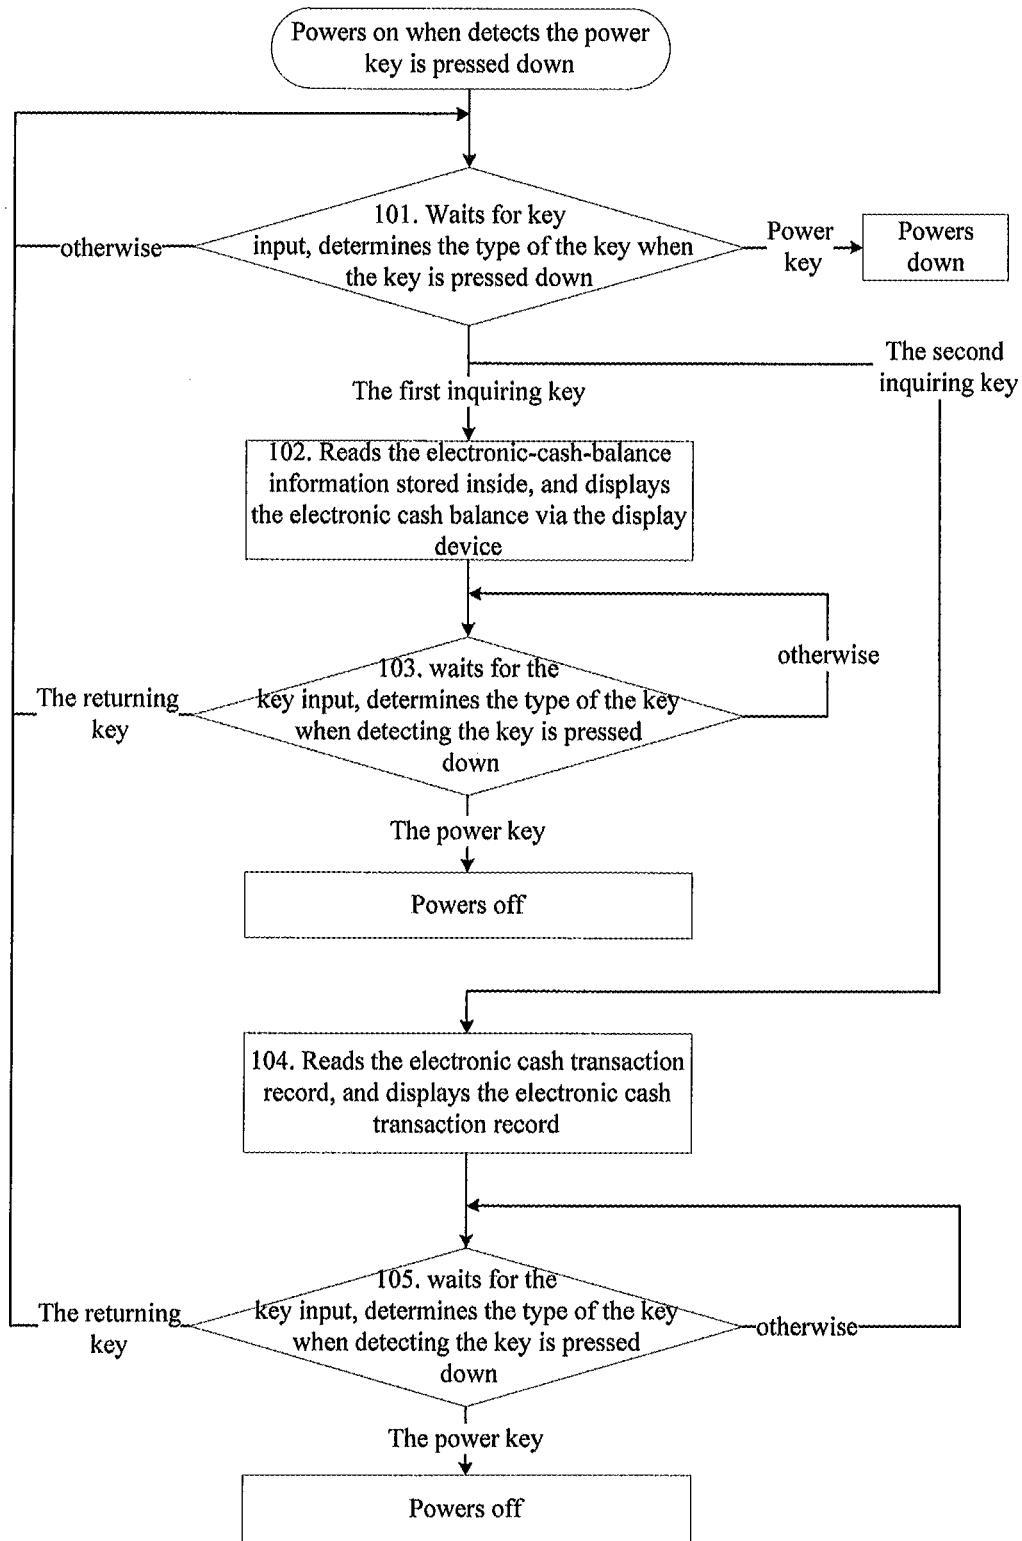 Powers on when detects the power
key is pressed down
101. Waits for key
input, determines the type of the key when
the key is pressed down
otherwise
Power
key
Powers
down
The second
inquiring key
The first inquiring key
102. Reads the electronic-cash-balance
information stored inside, and displays
the electronic cash balance via the display
device
otherwise
103. waits for the
key input, determines the type of the key
when detecting the key is pressed
down
The returning
key
The power key
Powers off
104. Reads the electronic cash transaction
record, and displays the electronic cash
transaction record
105. waits for the
key input, determines the type of the key
when detecting the key is pressed
down
The returning
key
otherwise
The power key
Powers off